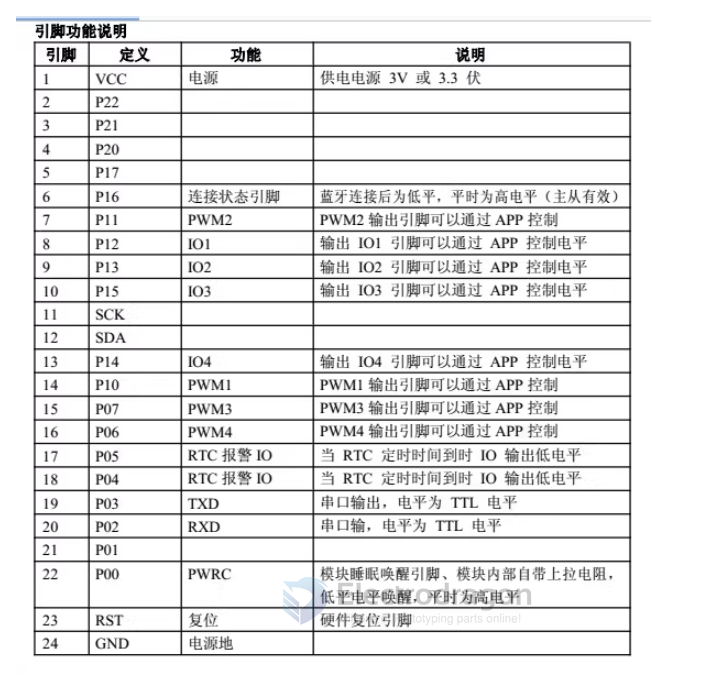 引脚功能说明
引脚 定义 功能 说明
1 VCC 电源 供电电源 3V 或 3.3 伏
2 P22
3 P21
4 P20
5 P17
6 P16 连接状态引脚 蓝牙连接后为低平，平时为高电平（主从有效）
7 P11 PWM2 PWM2 输出引脚可以通过 APP 控制
8 P12 IO1 输出 IO1 引脚可以通过 APP 控制电平
9 P13 IO2 输出 IO2 引脚可以通过 APP 控制电平
10 P15 IO3 输出 IO3 引脚可以通过 APP 控制电平
11 SCK
12 SDA
13 P14 IO4 输出 IO4 引脚可以通过 APP 控制电平
14 P10 PWM1 PWM1 输出引脚可以通过 APP 控制
15 P07 PWM3 PWM3 输出引脚可以通过 APP 控制
16 P06 PWM4 PWM4 输出引脚可以通过 APP 控制
17 P05 RTC 报警 IO 当 RTC 定时时间到时 IO 输出低电平
18 P04 RTC 报警 IO 当 RTC 定时时间到时 IO 输出低电平
19 P03 TXD 串口输出，电平为 TTL 电平
20 P02 RXD 串口输，电平为 TTL 电平
21 P01
22 P00 PWRC 模块睡眠唤醒引脚、模块内部自带上拉电阻，
低平电平唤醒，平时为高电平
Electrodragon
23 RST 复位 硬件复位引脚
otyping parts online!
24 GND 电源地